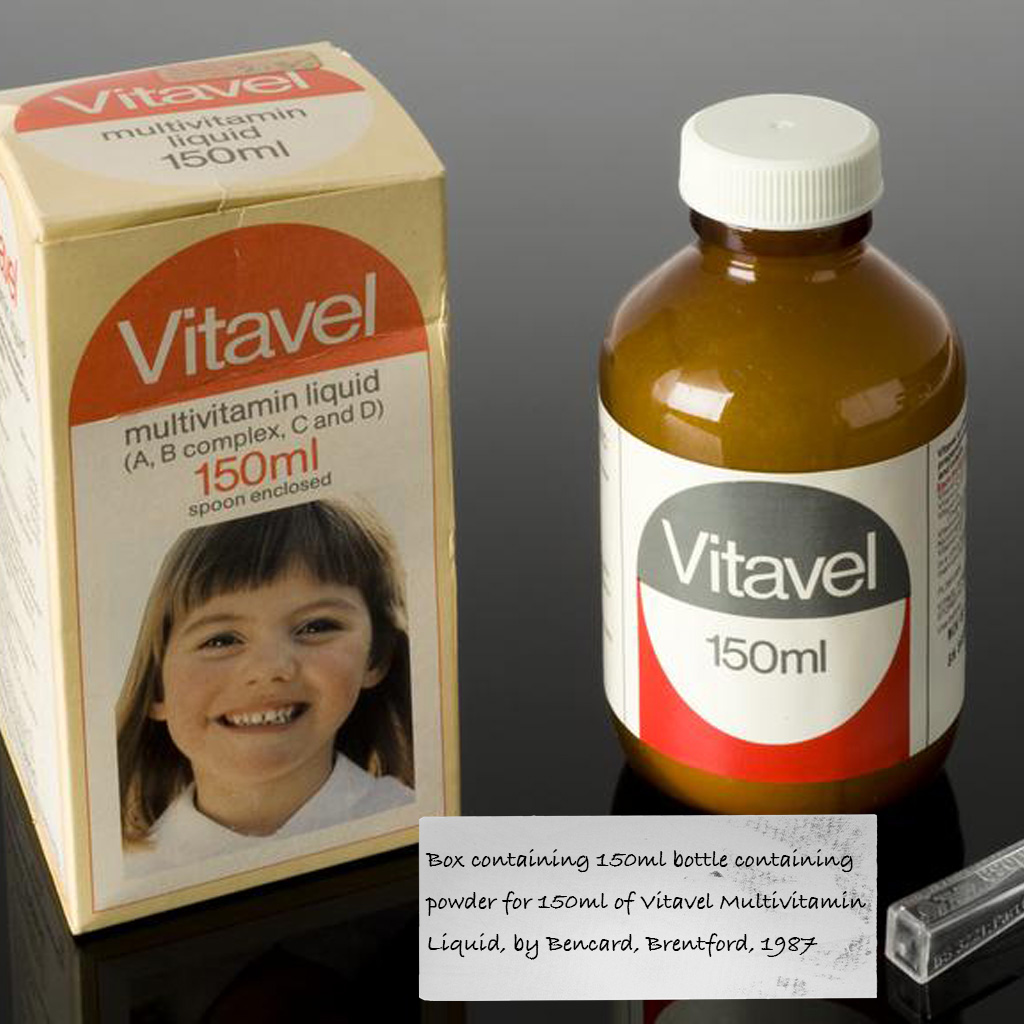 Vitavel
multivitamin
liquid
150ml
Vitavel
multivitamin liquid
(A, B complex, C and D)
150ml
spoon enclosed
Vitavel
150ml
Box containing 150ml bottle containing
powder for 150ml of Vitavel Multivitamin
Liquid, by Bencard, Brentford, 1987